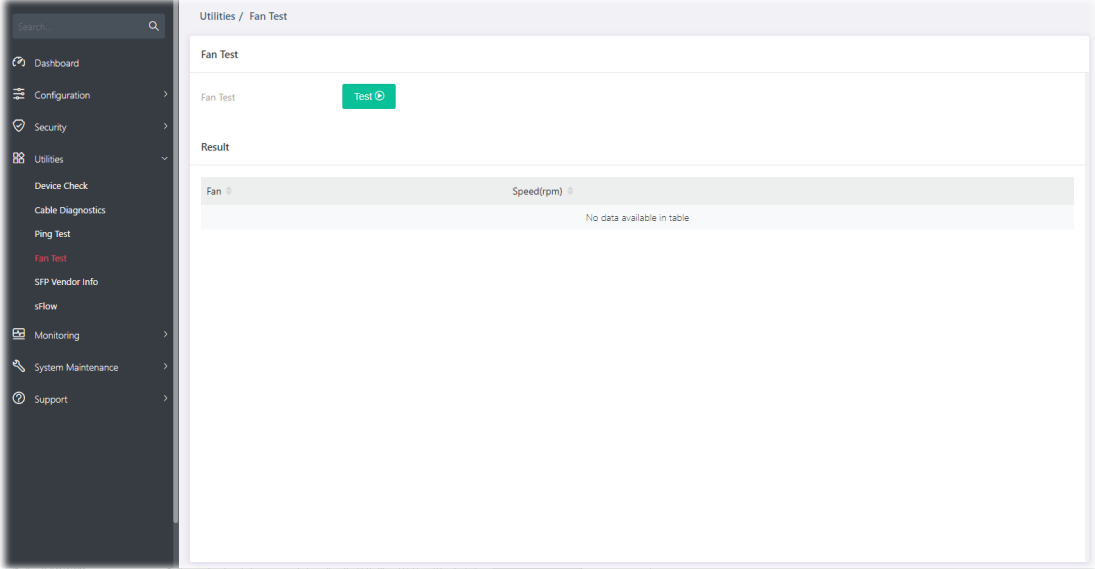 Search...
Dashboard
Configuration
Security
Utilities
Device Check
Cable Diagnostics
Ping Test
Fan Test
SFP Vendor Info
sFlow
Monitoring
System Maintenance
Support
Utilities / Fan Test
Fan Test
Fan Test Test
Result
Fan Speed(rpm)
No data available in table